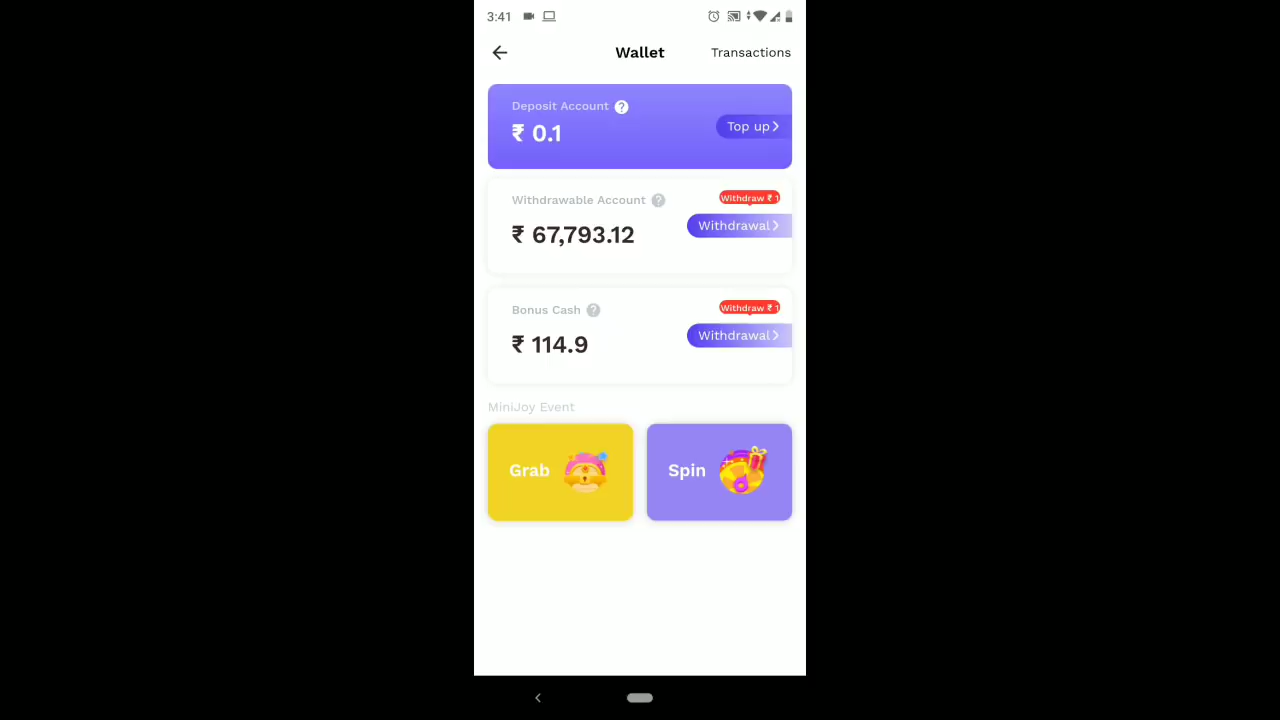 3:41
Wallet
Transactions
Deposit Account ?
₹ 0.1
Top up
Withdrawable Account ?
Withdraw ₹ 1
₹ 67,793.12
Withdrawal
Bonus Cash ?
Withdraw ₹ 1
₹ 114.9
Withdrawal
MiniJoy Event
Grab
Spin